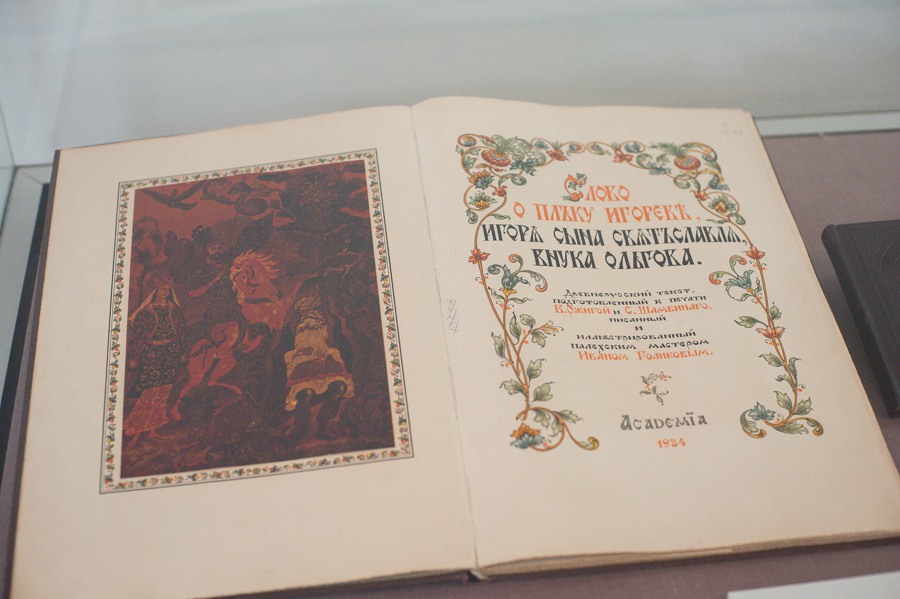 Слово
о плъку игоревѣ,
игоря сына святъславля,
внука ольгова.
Древнерусский текст,
подготовленный к печати
В. Ржигой и С. Шамбинаго,
писанный
и
иллюстрированный
палехским мастером
Иваном Голиковым.
Academia
1934